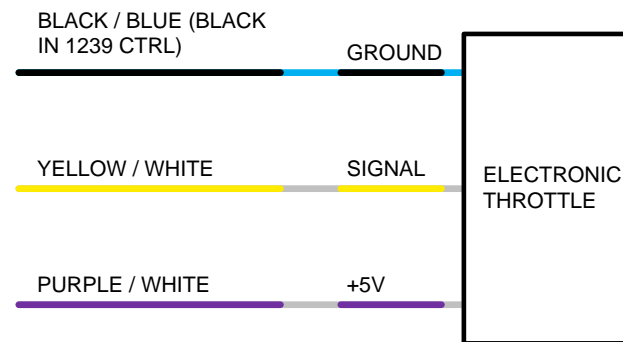 BLACK / BLUE (BLACK
IN 1239 CTRL)
GROUND
YELLOW / WHITE
SIGNAL
ELECTRONIC
THROTTLE
PURPLE / WHITE
+5V